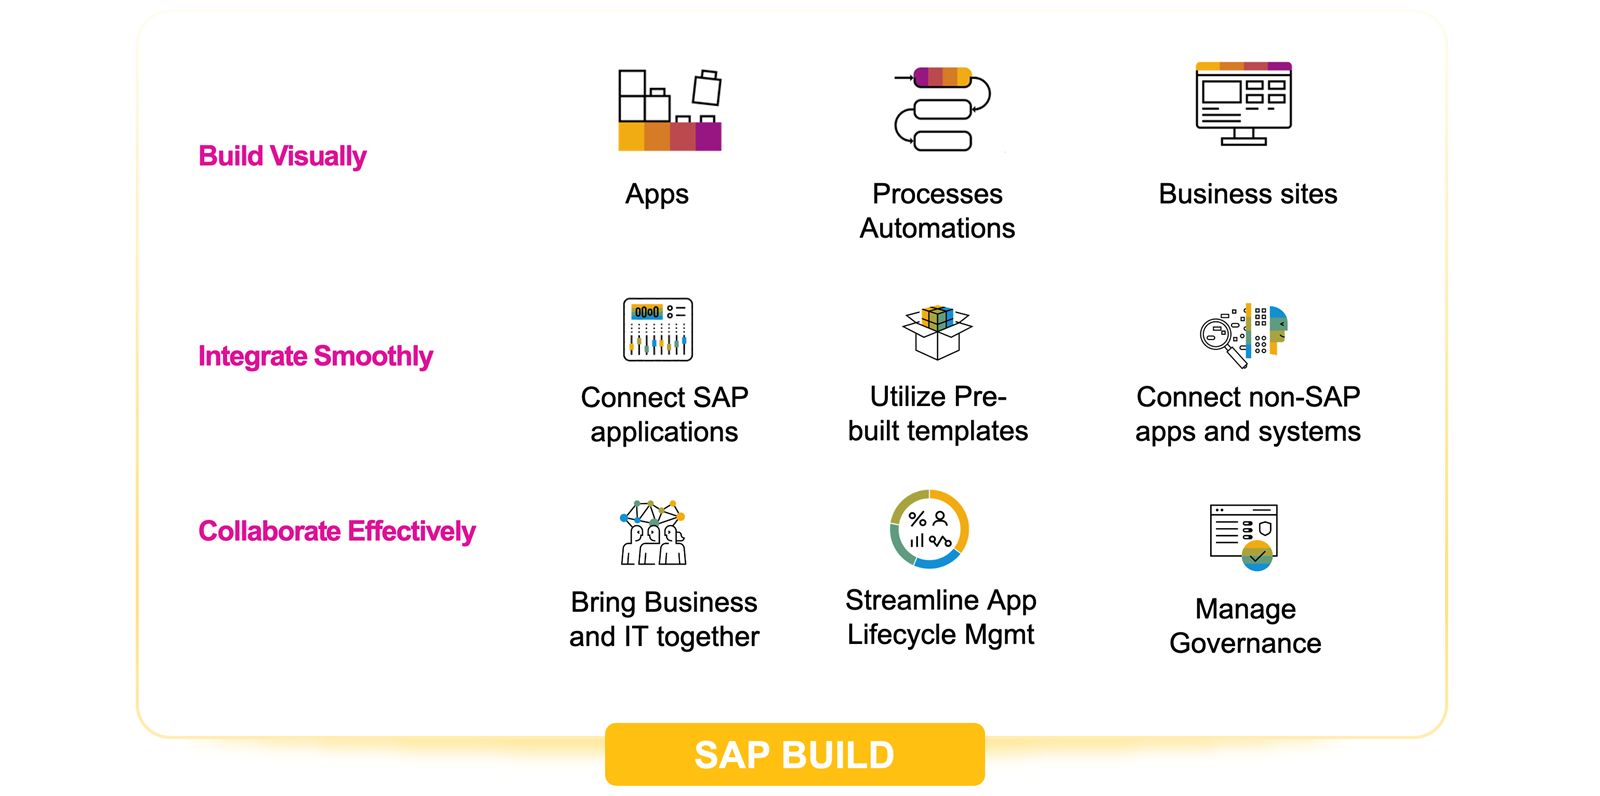 Build Visually
Apps
Processes
Automations
Business sites
Integrate Smoothly
Connect SAP
applications
Utilize Pre-
built templates
Connect non-SAP
apps and systems
Collaborate Effectively
Bring Business
and IT together
Streamline App
Lifecycle Mgmt
Manage
Governance
SAP BUILD